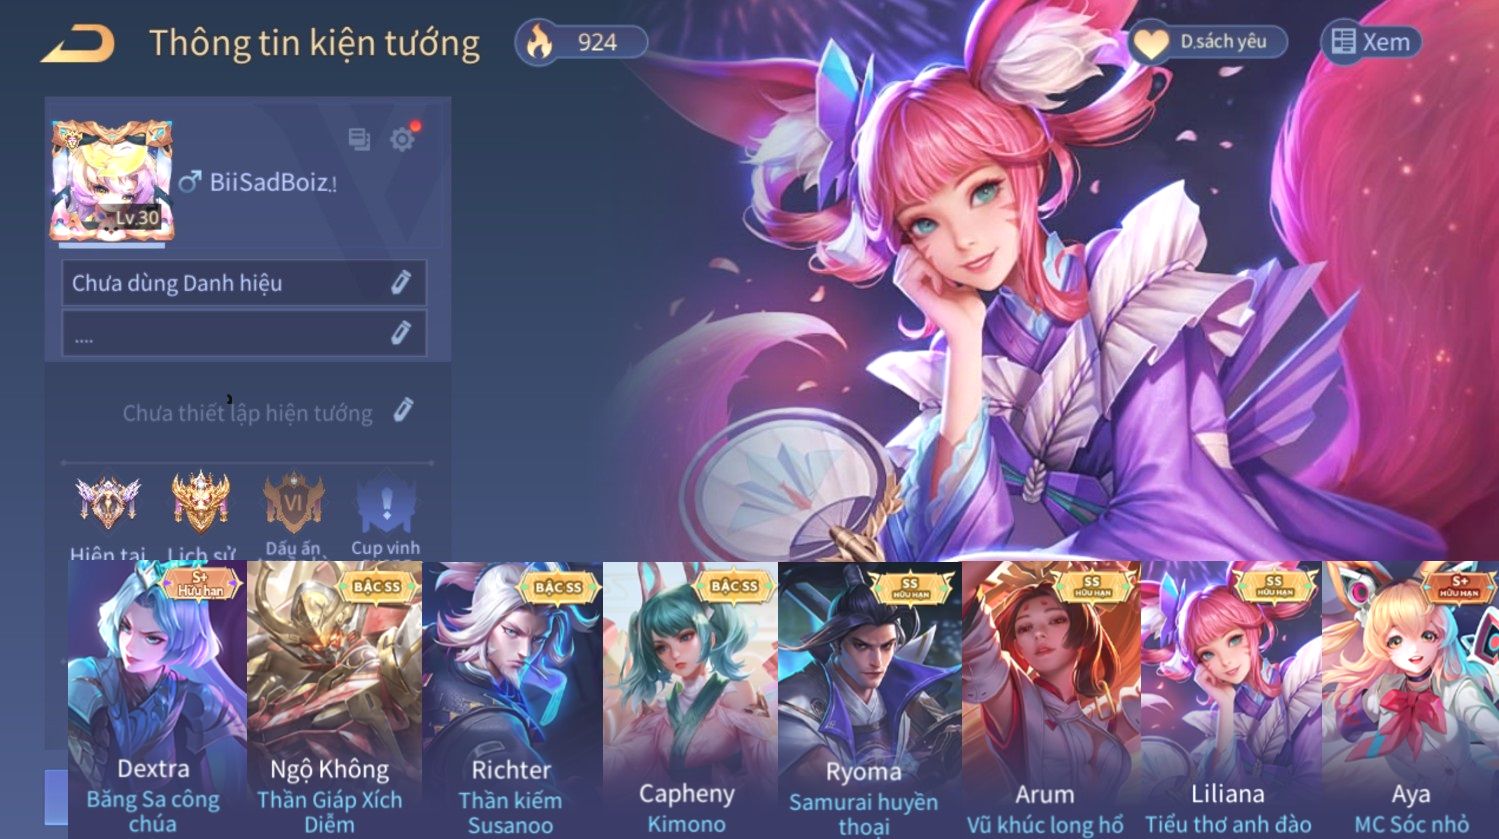 Thông tin kiện tướng
924
D.sách yêu
Xem
Lv.30
BiiSadBoiz.!
Chưa dùng Danh hiệu
....
Chưa thiết lập hiện tướng
VI
Hiện tại
Lịch sử
Dấu ấn
Cup vinh
S+
Hữu hạn
BẬC SS
BẬC SS
BẬC SS
SS
HỮU HẠN
SS
HỮU HẠN
SS
HỮU HẠN
S+
HỮU HẠN
Dextra
Băng Sa công
chúa
Ngộ Không
Thần Giáp Xích
Diễm
Richter
Thần kiếm
Susanoo
Capheny
Kimono
Ryoma
Samurai huyền
thoại
Arum
Vũ khúc long hổ
Liliana
Tiểu thơ anh đào
Aya
MC Sóc nhỏ